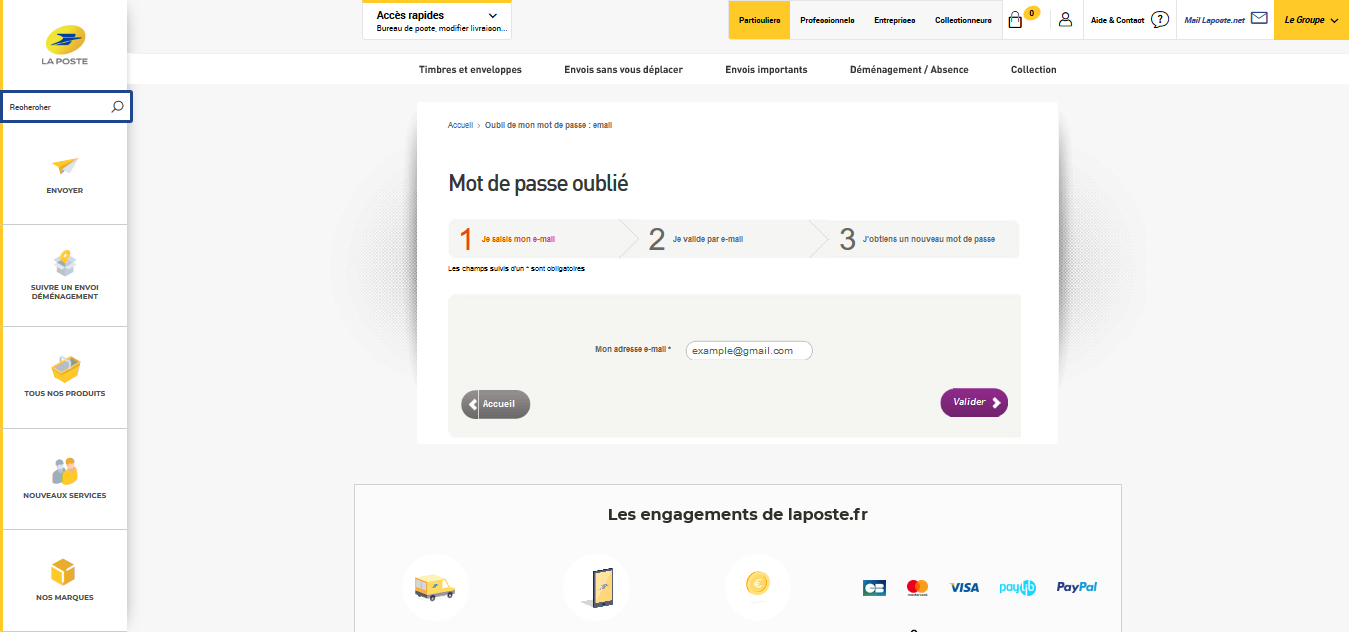 LA POSTE
Rechercher
ENVOYER
SUIVRE UN ENVOI
DÉMÉNAGEMENT
TOUS NOS PRODUITS
NOUVEAUX SERVICES
NOS MARQUES
Accès rapides
Bureau de poste, modifier livraison...
Particuliers
Professionnels
Entreprises
Collectionneurs
0
Aide & Contact
?
Mail Laposte.net
Le Groupe
Timbres et enveloppes
Envois sans vous déplacer
Envois importants
Déménagement / Absence
Collection
Accueil > Oubli de mon mot de passe : email
Mot de passe oublié
1 Je saisis mon e-mail
2 Je valide par e-mail
3 J'obtiens un nouveau mot de passe
Les champs suivis d'un * sont obligatoires
Mon adresse e-mail * example@gmail.com
Accueil
Valider
Les engagements de laposte.fr
CB
mastercard
VISA
paylib
PayPal